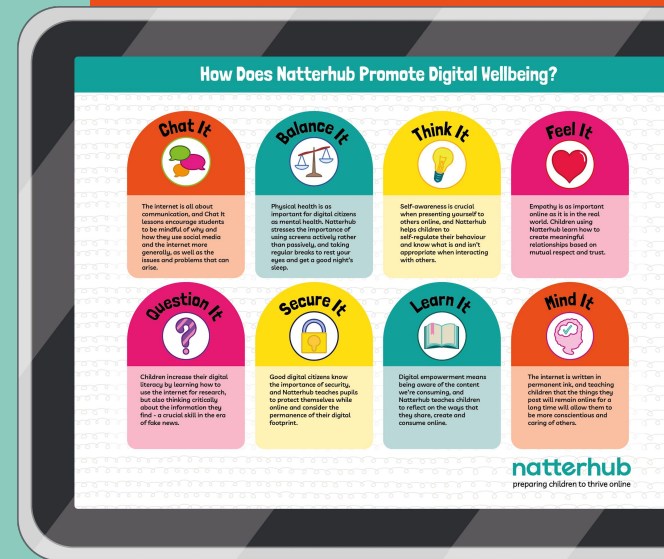 How Does Natterhub Promote Digital Wellbeing?
Chat It
The internet is all about
communication, and Chat It
lessons encourage students
to be mindful of why and
how they use social media
and the internet more
generally, as well as the
issues and problems that can
arise.
Balance It
Physical health is as
important for digital citizens
as mental health. Natterhub
stresses the importance of
using screens actively rather
than passively, and taking
regular breaks to rest your
eyes and get a good night's
sleep.
Think It
Self-awareness is crucial
when presenting yourself to
others online, and Natterhub
helps children to
self-regulate their behaviour
and know what is and isn't
appropriate when interacting
with others.
Feel It
Empathy is as important
online as it is in the real
world. Children using
Natterhub learn how to
create meaningful
relationships based on
mutual respect and trust.
Question It
Children increase their digital
literacy by learning how to
use the internet for research,
but also thinking critically
about the information they
find - a crucial skill in the era
of fake news.
Secure It
Good digital citizens know
the importance of security,
and Natterhub teaches pupils
to protect themselves while
online and consider the
permanence of their digital
footprint.
Learn It
Digital empowerment means
being aware of the content
we're consuming, and
Natterhub teaches children
to reflect on the ways that
they share, create and
consume online.
Mind It
The internet is written in
permanent ink, and teaching
children that the things they
post will remain online for a
long time will allow them to
be more conscientious and
caring of others.
natterhub
preparing children to thrive online